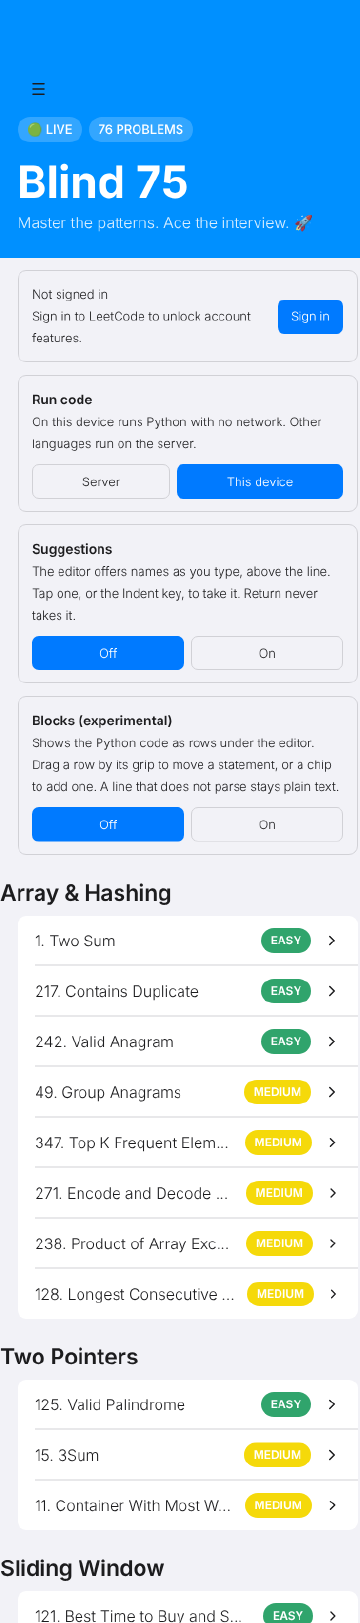 🟢 LIVE
76 PROBLEMS
Blind 75
Master the patterns. Ace the interview. 🚀
Not signed in
Sign in to LeetCode to unlock account
features.
Sign in
Run code
On this device runs Python with no network. Other
languages run on the server.
Server
This device
Suggestions
The editor offers names as you type, above the line.
Tap one, or the Indent key, to take it. Return never
takes it.
Off
On
Blocks (experimental)
Shows the Python code as rows under the editor.
Drag a row by its grip to move a statement, or a chip
to add one. A line that does not parse stays plain text.
Off
On
Array & Hashing
1. Two Sum EASY
217. Contains Duplicate EASY
242. Valid Anagram EASY
49. Group Anagrams MEDIUM
347. Top K Frequent Elem... MEDIUM
271. Encode and Decode ... MEDIUM
238. Product of Array Exc... MEDIUM
128. Longest Consecutive ... MEDIUM
Two Pointers
125. Valid Palindrome EASY
15. 3Sum MEDIUM
11. Container With Most W... MEDIUM
Sliding Window
121. Best Time to Buy and S... EASY